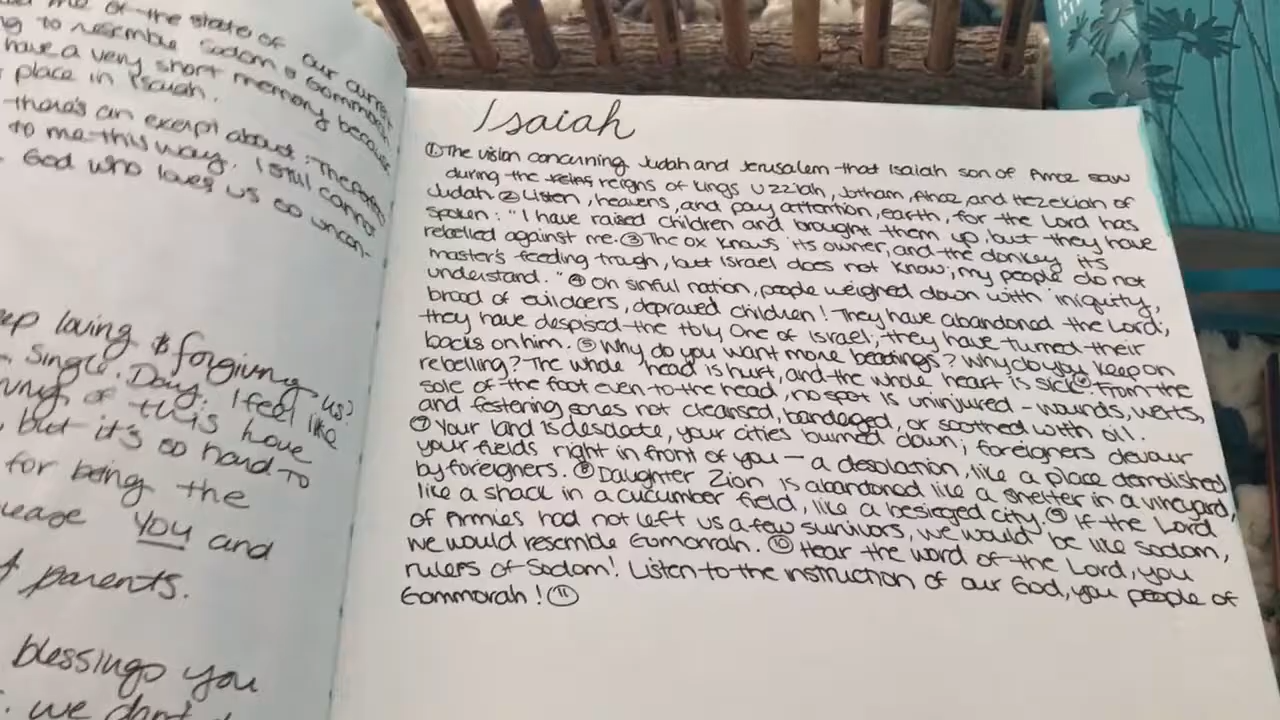 of the state of our curre
ng to resemble Sodom & Gommorah
have a very short memory because
place in Isaiah.
there's an exerpt about "The
to me this way. I still cannot
God who loves us so uncon-
eep loving & forgiving us?
Single. Day. I feel like
of this have
, but it's so hard to
for being the
YOU and
parents.
blessings you
we don't
Isaiah
① The vision concerning Judah and Jerusalem that Isaiah son of Amoz saw
during the reigns of Kings Uzziah, Jotham, Ahaz, and Hezekiah of
Judah. ② Listen, heavens, and pay attention, earth, for the Lord has
spoken: "I have raised children and brought them up, but they have
rebelled against me. ③ The ox knows its owner, and the donkey its
master's feeding trough, but Israel does not know; my people do not
understand." ④ Oh sinful nation, people weighed down with iniquity,
brood of evildoers, depraved children! They have abandoned the Lord;
they have despised the Holy One of Israel; they have turned their
backs on him. ⑤ Why do you want more beatings? Why do you keep on
rebelling? The whole head is hurt, and the whole heart is sick. ⑥ From the
sole of the foot even to the head, no spot is uninjured - wounds, welts,
and festering sores not cleansed, bandaged, or soothed with oil.
⑦ Your land is desolate, your cities burned down; foreigners devour
your fields right in front of you — a desolation, like a place demolished
by foreigners. ⑧ Daughter Zion is abandoned like a shelter in a vineyard,
like a shack in a cucumber field, like a besieged city. ⑨ If the Lord
of Armies had not left us a few survivors, we would be like Sodom,
we would resemble Gomorrah. ⑩ Hear the word of the Lord, you
rulers of Sodom! Listen to the instruction of our God, you people of
Gommorah! ⑪